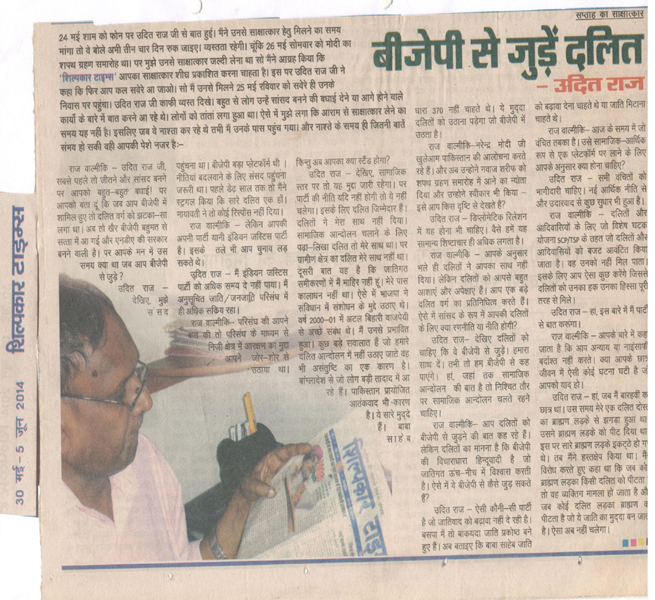 सप्ताह का साक्षात्कार
बीजेपी से जुड़ें दलित
– उदित राज
24 मई शाम को फोन पर उदित राज जी से बात हुई। मैंने उनसे साक्षात्कार हेतु मिलने का समय
मांगा तो वे बोले अभी तीन चार दिन रुक जाइए। व्यस्तता रहेगी। चूंकि 26 मई सोमवार को मोदी का
शपथ ग्रहण समारोह था। पर मुझे उनसे साक्षात्कार जल्दी लेना था सो मैंने आग्रह किया कि
'शिल्पकार टाइम्स' आपका साक्षात्कार शीघ्र प्रकाशित करना चाहता है। इस पर उदित राज जी ने
कहा कि फिर आप कल सवेरे आ जाओ। सो मैं उनसे मिलने 25 मई रविवार को सवेरे ही उनके
निवास पर पहुंचा। उदित राज जी काफी व्यस्त दिखे। बहुत से लोग उन्हें सांसद बनने की बधाई देने या आगे होने वाले
कार्यों के बारे में बात करने आ रहे थे। लोगों का तांता लगा हुआ था। ऐसे में मुझे लगा कि आराम से साक्षात्कार लेने का
समय यह नहीं है। इसलिए जब वे नाश्ता कर रहे थे तभी मैं उनके पास पहुंच गया। और नाश्ते के समय ही जितनी बातें
संभव हो सकी वही आपकी पेशे नजर है।
राज वाल्मीकि – उदित राज जी,
सबसे पहले तो जीतने और सांसद बनने
पर आपको बहुत-बहुत बधाई। पर
आपको बता दूं कि जब आप बीजेपी में
शामिल हुए तो दलित वर्ग को झटका-सा
लगा था। अब तो खैर बीजेपी बहुमत से
सत्ता में आ गई और एनडीए की सरकार
बनने वाली है। पर आपके मन में उस
समय क्या था जब आप बीजेपी
से जुड़े?
उदित राज –
देखिए, मुझे
संसद
पहुंचना था। बीजेपी बड़ा प्लेटफॉर्म थी।
नीतियां बदलवाने के लिए संसद पहुंचना
जरूरी था। पहले डेढ़ साल तक तो मैंने
स्ट्रगल किया कि सारे दलित एक हों।
मायावती ने तो कोई रिस्पोंस नहीं दिया।
राज वाल्मीकि – लेकिन आपकी
अपनी पार्टी यानी इंडियन जस्टिस पार्टी
है। इसके तले भी आप चुनाव लड़
सकते थे।
उदित राज – मैं इंडियन जस्टिस
पार्टी को अधिक समय दे नहीं पाया। मैं
अनुसूचित जाति/जनजाति परिसंघ में
ही अधिक सक्रिय रहा।
राज वाल्मीकि– परिसंघ की आपने
बात की तो परिसंघ के माध्यम से
निजी क्षेत्र में आरक्षण का मुद्दा
आपने जोर-शोर से
उठाया था।
किन्तु अब आपका क्या स्टैंड होगा?
उदित राज – देखिए, सामाजिक
स्तर पर तो यह मुद्दा जारी रहेगा। पर
पार्टी की नीति यदि नहीं होगी तो ये नहीं
चलेगा। इसके लिए दलित जिम्मेदार हैं।
दलितों ने मेरा साथ नहीं दिया।
सामाजिक आन्दोलन चलाने के लिए
पढ़ा–लिखा दलित तो मेरे साथ था। पर
ग्रामीण क्षेत्र का दलित मेरे साथ नहीं था।
दूसरी बात यह है कि जातिगत
समीकरणों में मैं माहिर नहीं हूं। मेरे पास
कालाधन नहीं था। ऐसे में भाजपा ने
संविधान में संशोधन के मुद्दे उठाये थे।
वर्ष 2000–01 में अटल बिहारी वाजपेयी
से अच्छे संबंध थे। मैं उनसे प्रभावित
हुआ। कुछ बड़े सवालात हैं जो हमारे
दलित आन्दोलन में नहीं उठाए जाते वह
भी असंतुष्टि का एक कारण है।
बांगलादेश से जो लोग बड़ी तादाद में आ
रहे हैं। पाकिस्तान प्रायोजित
आतंकवाद भी कारण
है। ये सारे मुद्दे
हैं। बाबा
साहेब
धारा 370 नहीं चाहते थे। ये मुद्दा
दलितों को उठाना पड़ेगा जो बीजेपी में
उठता है।
राज वाल्मीकि–नरेन्द्र मोदी जी
खुलेआम पाकिस्तान की आलोचना करते
रहे हैं। और अब उन्होंने नवाज शरीफ को
शपथ ग्रहण समारोह में आने का न्योता
दिया और उन्होंने स्वीकार भी किया –
इसे आप किस दृष्टि से देखते हैं?
उदित राज – डिप्लोमेटिक रिलेशन
में यह होना भी चाहिए। वैसे हमें यह
सामान्य शिष्टाचार ही अधिक लगता है।
राज वाल्मीकि – आपके अनुसार
भले ही दलितों ने आपका साथ नहीं
दिया। लेकिन दलितों को आपसे बहुत
आशाएं और अपेक्षाएं हैं। आप एक बड़े
दलित वर्ग का प्रतिनिधित्व करते हैं।
ऐसे में सांसद के रूप में आपकी दलितों
के लिए क्या रणनीति या नीति होगी?
उदित राज– देखिए दलितों को
चाहिए कि वे बीजेपी से जुड़ें। हमारा
साथ दें। तभी तो हम बीजेपी से कह
पाएंगे। हां, जहां तक सामाजिक
आन्दोलन की बात है तो निश्चित तौर
पर सामाजिक आन्दोलन चलते रहने
चाहिए।
राज वाल्मीकि– आप दलितों को
बीजेपी से जुड़ने की बात कह रहे हैं।
लेकिन दलितों का मानना है कि बीजेपी
की विचारधारा हिन्दुवादी है जो
जातिगत ऊंच–नीच में विश्वास करती
है। ऐसे में वे बीजेपी से कैसे जुड़ सकते
हैं?
उदित राज – ऐसी कौनी–सी पार्टी
है जो जातिवाद को बढ़ावा नहीं दे रही है।
बसपा में तो बाकयदा जाति प्रकोष्ठ बने
हुए हैं। अब बताइए कि बाबा साहेब जाति
को बढ़ावा देना चाहते थे या जाति मिटाना
चाहते थे।
राज वाल्मीकि– आज के समय में जो
वंचित तबका है। उसे सामाजिक–आर्थिक
रूप से एक प्लेटफॉर्म पर लाने के लिए
आपके अनुसार क्या होना चाहिए?
उदित राज – सभी वंचितों को
भागीदारी चाहिए। नई आर्थिक नीति से
और उदारवाद से कुछ सुधार भी हुआ है।
राज वाल्मीकि – दलितों और
आदिवासियों के लिए जो विशेष घटक
योजना SCP/TSP के तहत जो दलितों और
आदिवासियों को बजट आवंटित किया
जाता है। वह उनको नहीं मिल पाता।
इसके लिए आप ऐसा कुछ करेंगे जिससे
दलितों को उनका हक उनका हिस्सा पूरी
तरह से मिले।
उदित राज– हां, इस बारे में मैं पार्टी
से बात करूंगा।
राज वाल्मीकि – आपके बारे में कहा
जाता है कि आप अन्याय या नाइंसाफी
बर्दाश्त नहीं करते। क्या आपके छात्र
जीवन में ऐसी कोई घटना घटी है जो
आपको याद हो।
उदित राज – हां, जब मैं बारहवीं का
छात्र था। उस समय मेरे एक दलित दोस्त
का ब्राह्मण लड़के से झगड़ा हुआ था
उसने ब्राह्मण लड़के को पीट दिया था
इस पर सारे ब्राह्मण लड़के इकट्ठे हो गए
थे। तब मैंने हस्तक्षेप किया था। मैं
विरोध करते हुए कहा था कि जब कोई
ब्राह्मण लड़का किसी दलित को पीटता है
तो वह व्यक्तिगत मामला हो जाता है और
जब कोई दलित लड़का ब्राह्मण को
पीटता है जो ये जाति का मुद्दा बन जाता
है। ऐसा अब नहीं चलेगा।
शिल्पकार टाइम्स
30 मई – 5 जून 2014
शिल्पकार टाइम्